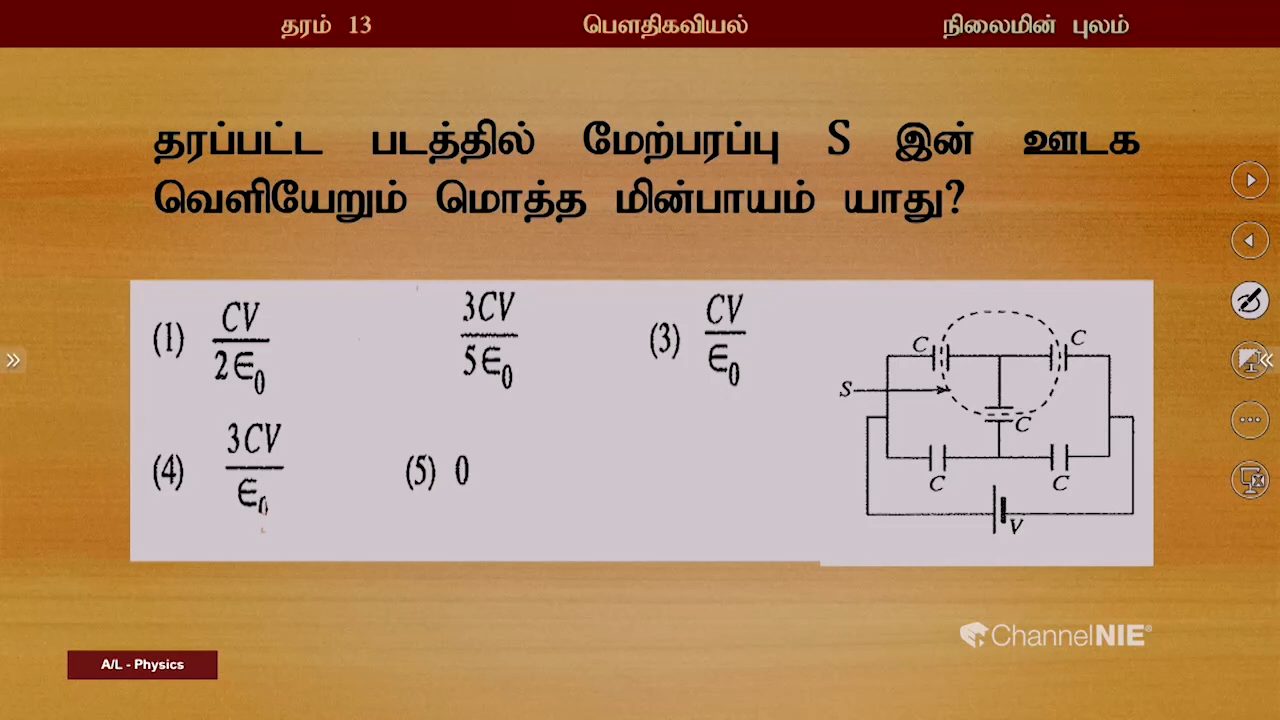 தரம் 13 பௌதிகவியல் நிலைமின் புலம்
தரப்பட்ட படத்தில் மேற்பரப்பு S இன் ஊடக
வெளியேறும் மொத்த மின்பாயம் யாது?
(1) CV/2∈₀ 3CV/5∈₀ (3) CV/∈₀
(4) 3CV/∈₀ (5) 0
C C
S
C
C C
V
ChannelNIE®
A/L - Physics